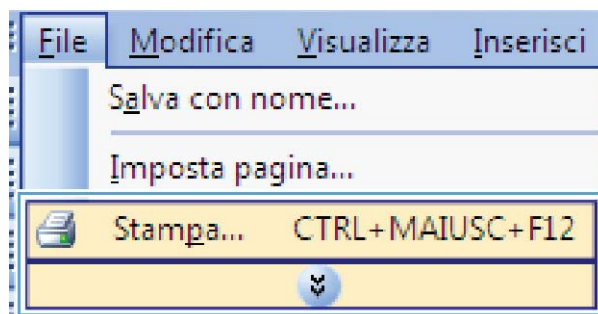 File Modifica Visualizza Inserisci
Salva con nome...
Imposta pagina...
Stampa... CTRL+MAIUSC+F12